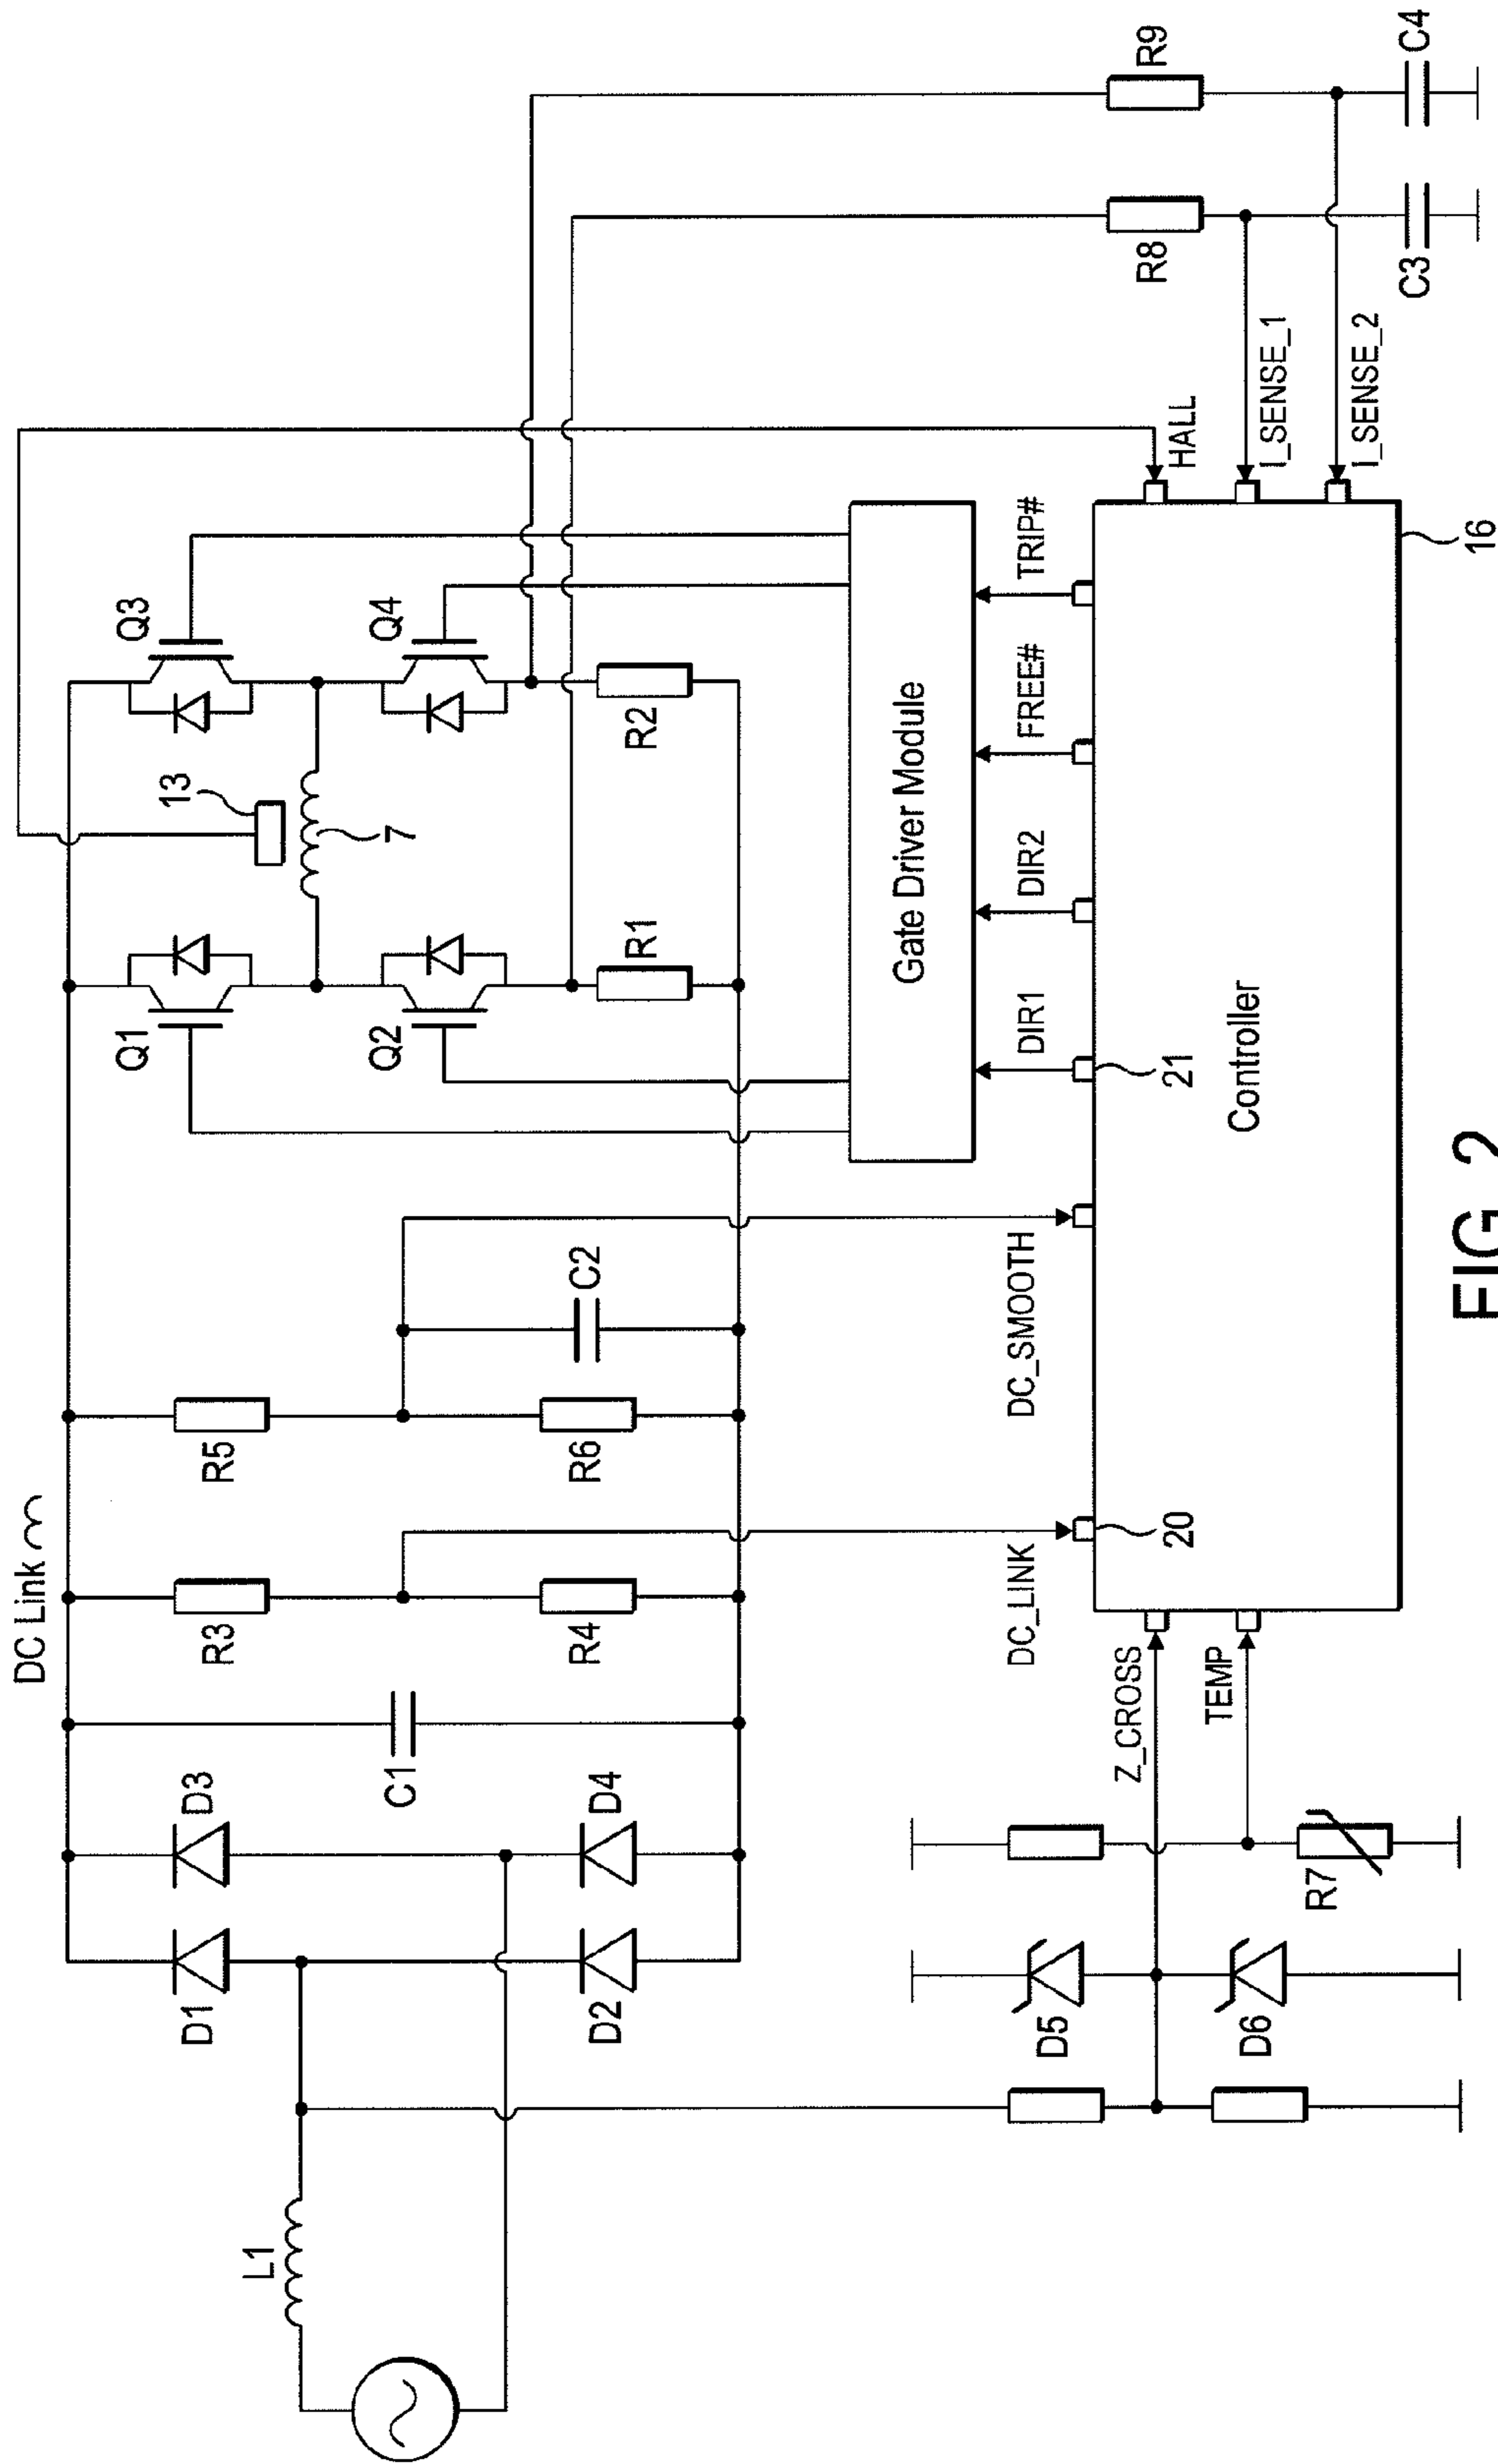 DC Link
L1
D1
D3
D2
D4
C1
R3
R4
R5
R6
C2
Q1
Q3
Q2
Q4
13
7
R1
R2
Gate Driver Module
DIR1
DIR2
FREE#
TRIP#
DC_LINK
DC_SMOOTH
20
21
Z_CROSS
TEMP
Controller
HALL
I_SENSE_1
I_SENSE_2
16
D5
D6
R7
R8
R9
C3
C4
FIG. 2